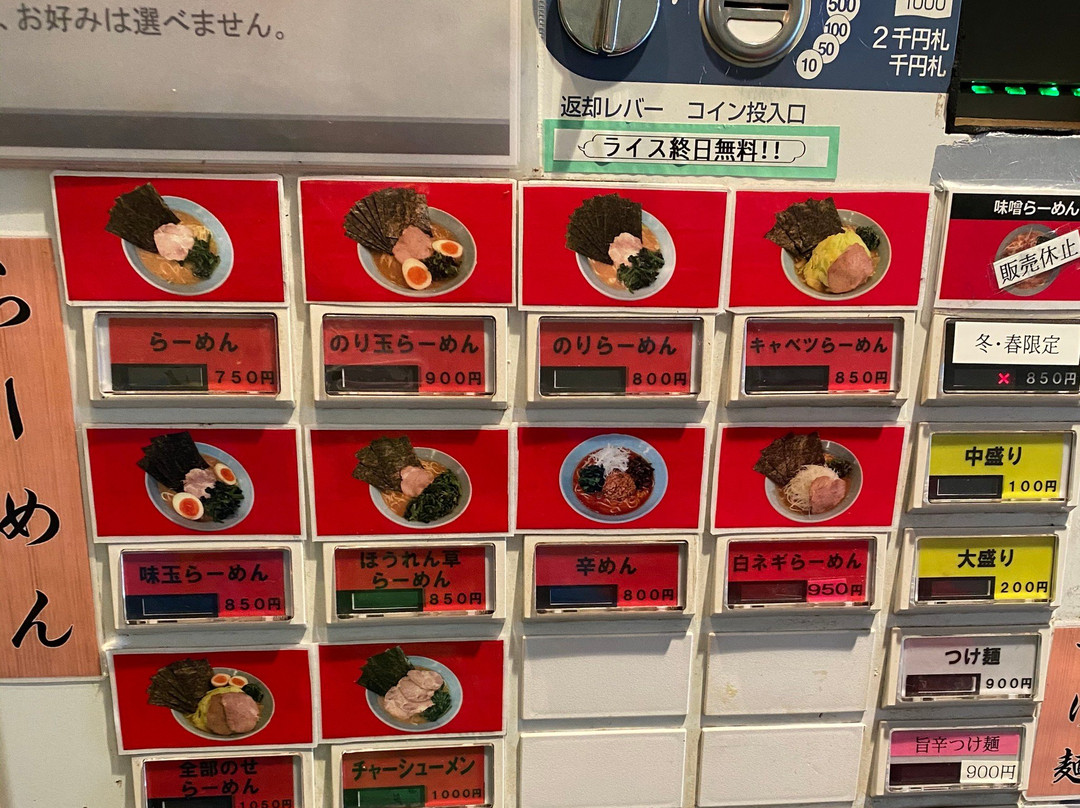 、お好みは選べません。
500
1000
100
50
10
2千円札
千円札
返却レバー コイン投入口
ライス終日無料!!
らーめん
750円
のり玉らーめん
900円
のりらーめん
800円
キャベツらーめん
850円
味噌らーめん
販売休止
冬・春限定
850円
味玉らーめん
850円
ほうれん草
らーめん
850円
辛めん
800円
白ネギらーめん
950円
中盛り
100円
大盛り
200円
全部のせ
らーめん
1050円
チャーシューメン
1000円
つけ麺
900円
旨辛つけ麺
900円
らーめん
麺